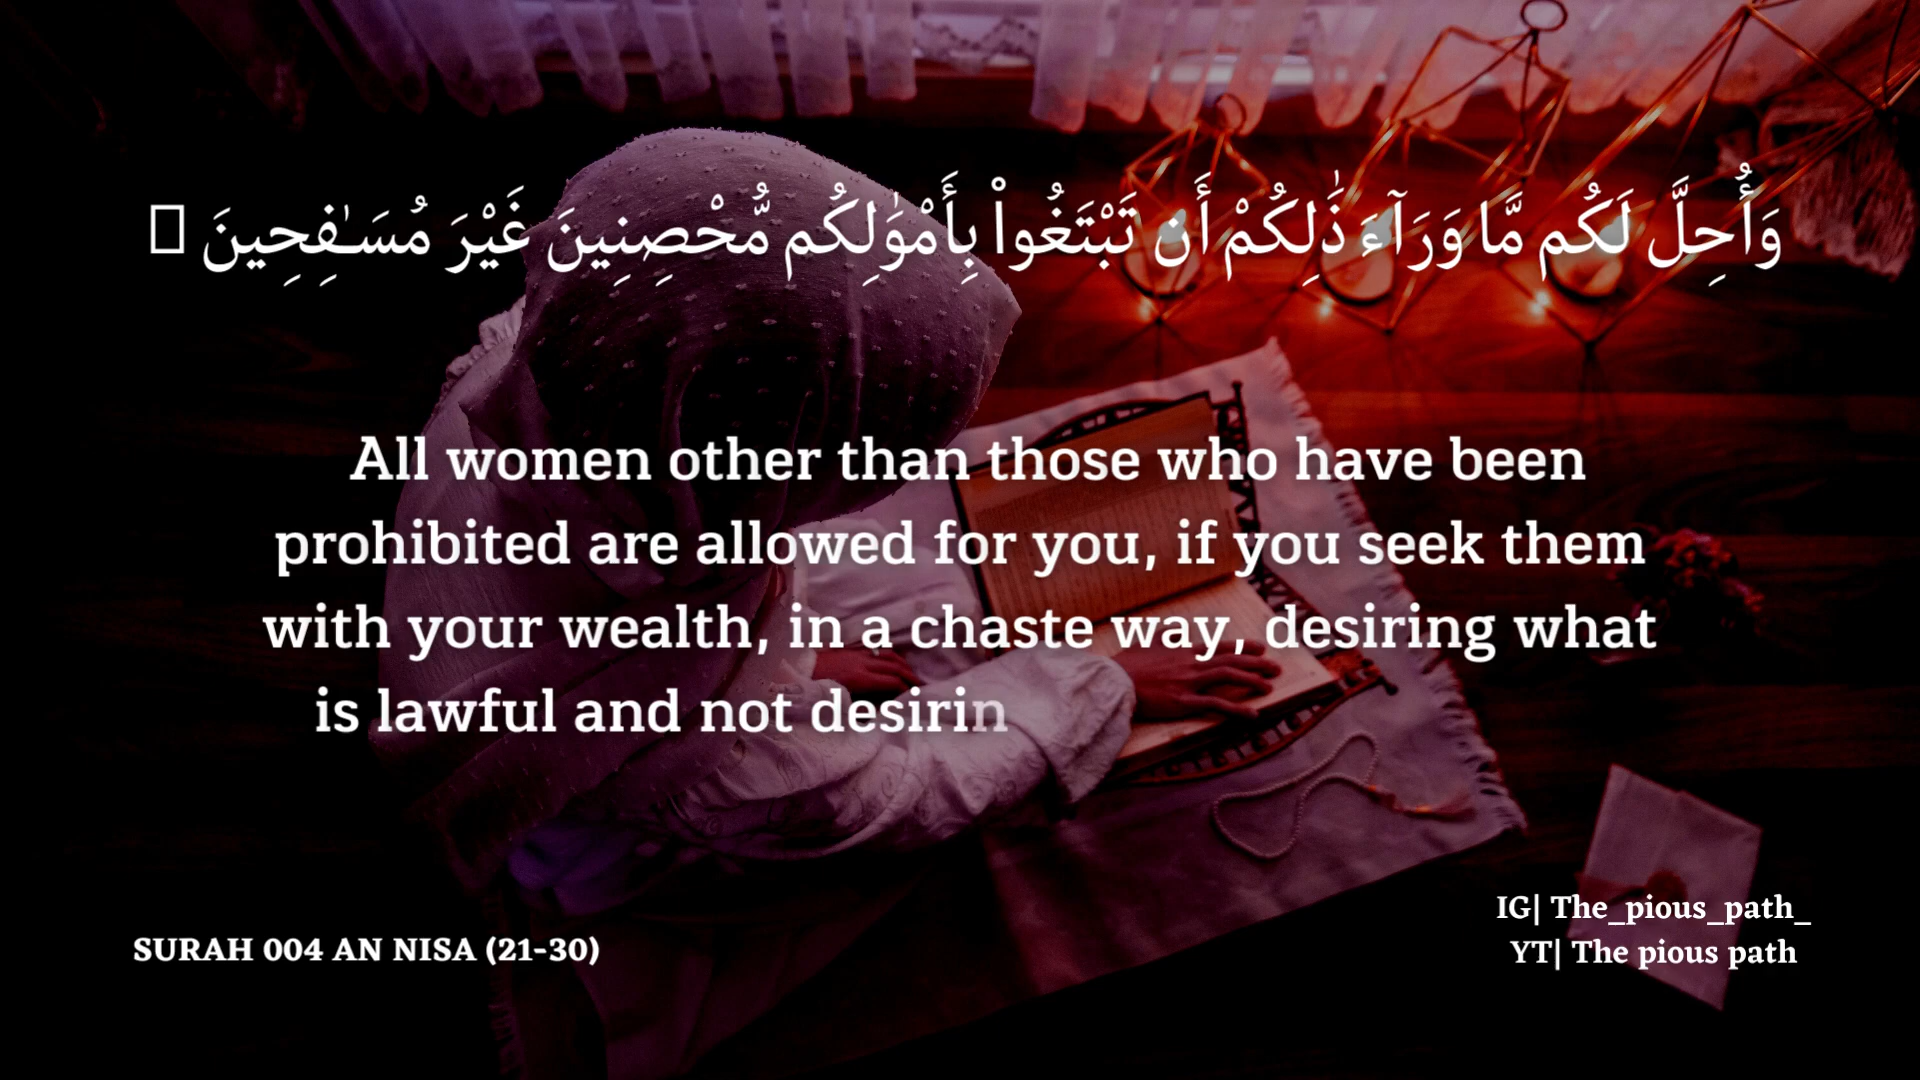 وَأُحِلَّ لَكُم مَّا وَرَآءَ ذَٰلِكُمْ أَن تَبْتَغُوا۟ بِأَمْوَٰلِكُم مُّحْصِنِينَ غَيْرَ مُسَـٰفِحِينَ
All women other than those who have been
prohibited are allowed for you, if you seek them
with your wealth, in a chaste way, desiring what
is lawful and not desirin
SURAH 004 AN NISA (21-30)
IG| The_pious_path_
YT| The pious path